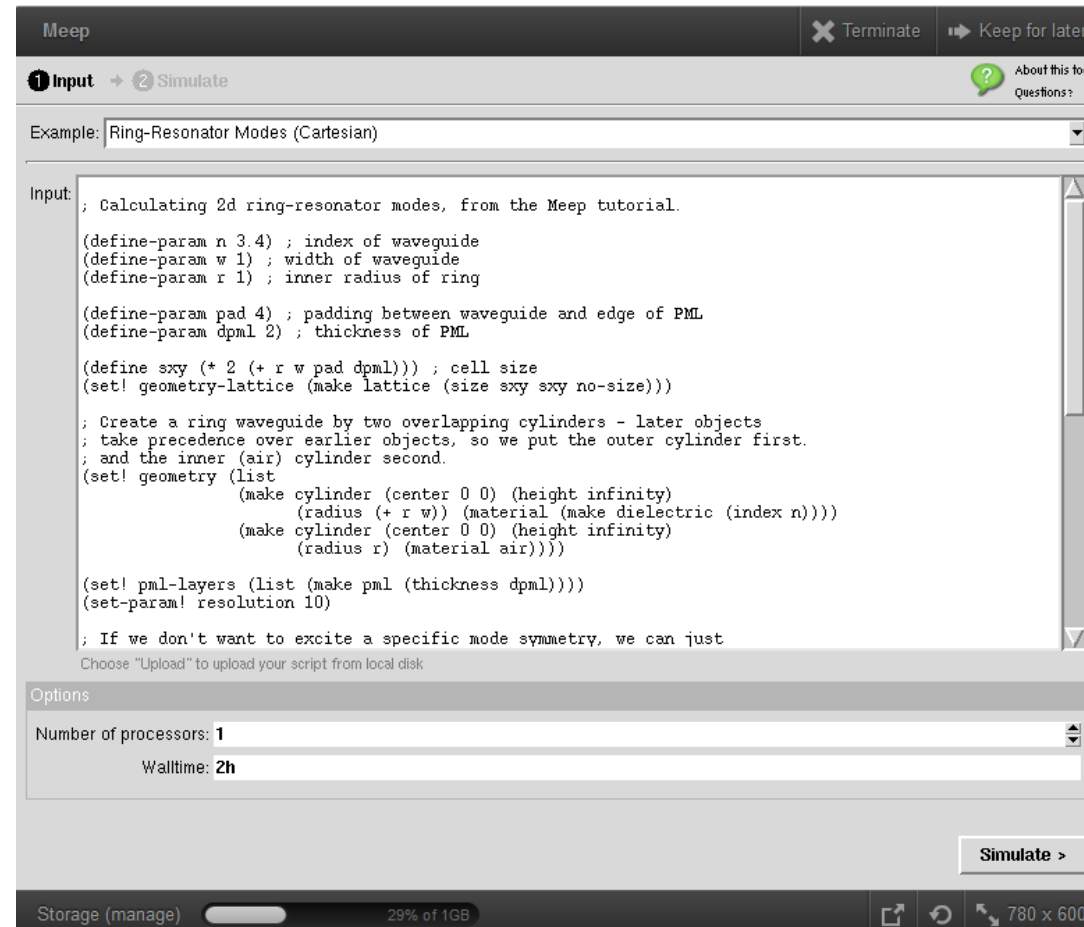 Meep
Terminate
Keep for later
1 Input
2 Simulate
About this to
Questions?
Example: Ring-Resonator Modes (Cartesian)
Input:
; Calculating 2d ring-resonator modes, from the Meep tutorial.
(define-param n 3.4) ; index of waveguide
(define-param w 1) ; width of waveguide
(define-param r 1) ; inner radius of ring
(define-param pad 4) ; padding between waveguide and edge of PML
(define-param dpml 2) ; thickness of PML
(define sxy (* 2 (+ r w pad dpml))) ; cell size
(set! geometry-lattice (make lattice (size sxy sxy no-size)))
; Create a ring waveguide by two overlapping cylinders - later objects
; take precedence over earlier objects, so we put the outer cylinder first.
; and the inner (air) cylinder second.
(set! geometry (list
(make cylinder (center 0 0) (height infinity)
(radius (+ r w)) (material (make dielectric (index n))))
(make cylinder (center 0 0) (height infinity)
(radius r) (material air))))
(set! pml-layers (list (make pml (thickness dpml))))
(set-param! resolution 10)
; If we don't want to excite a specific mode symmetry, we can just
Choose "Upload" to upload your script from local disk
Options
Number of processors: 1
Walltime: 2h
Simulate >
Storage (manage)
29% of 1GB
780 x 600